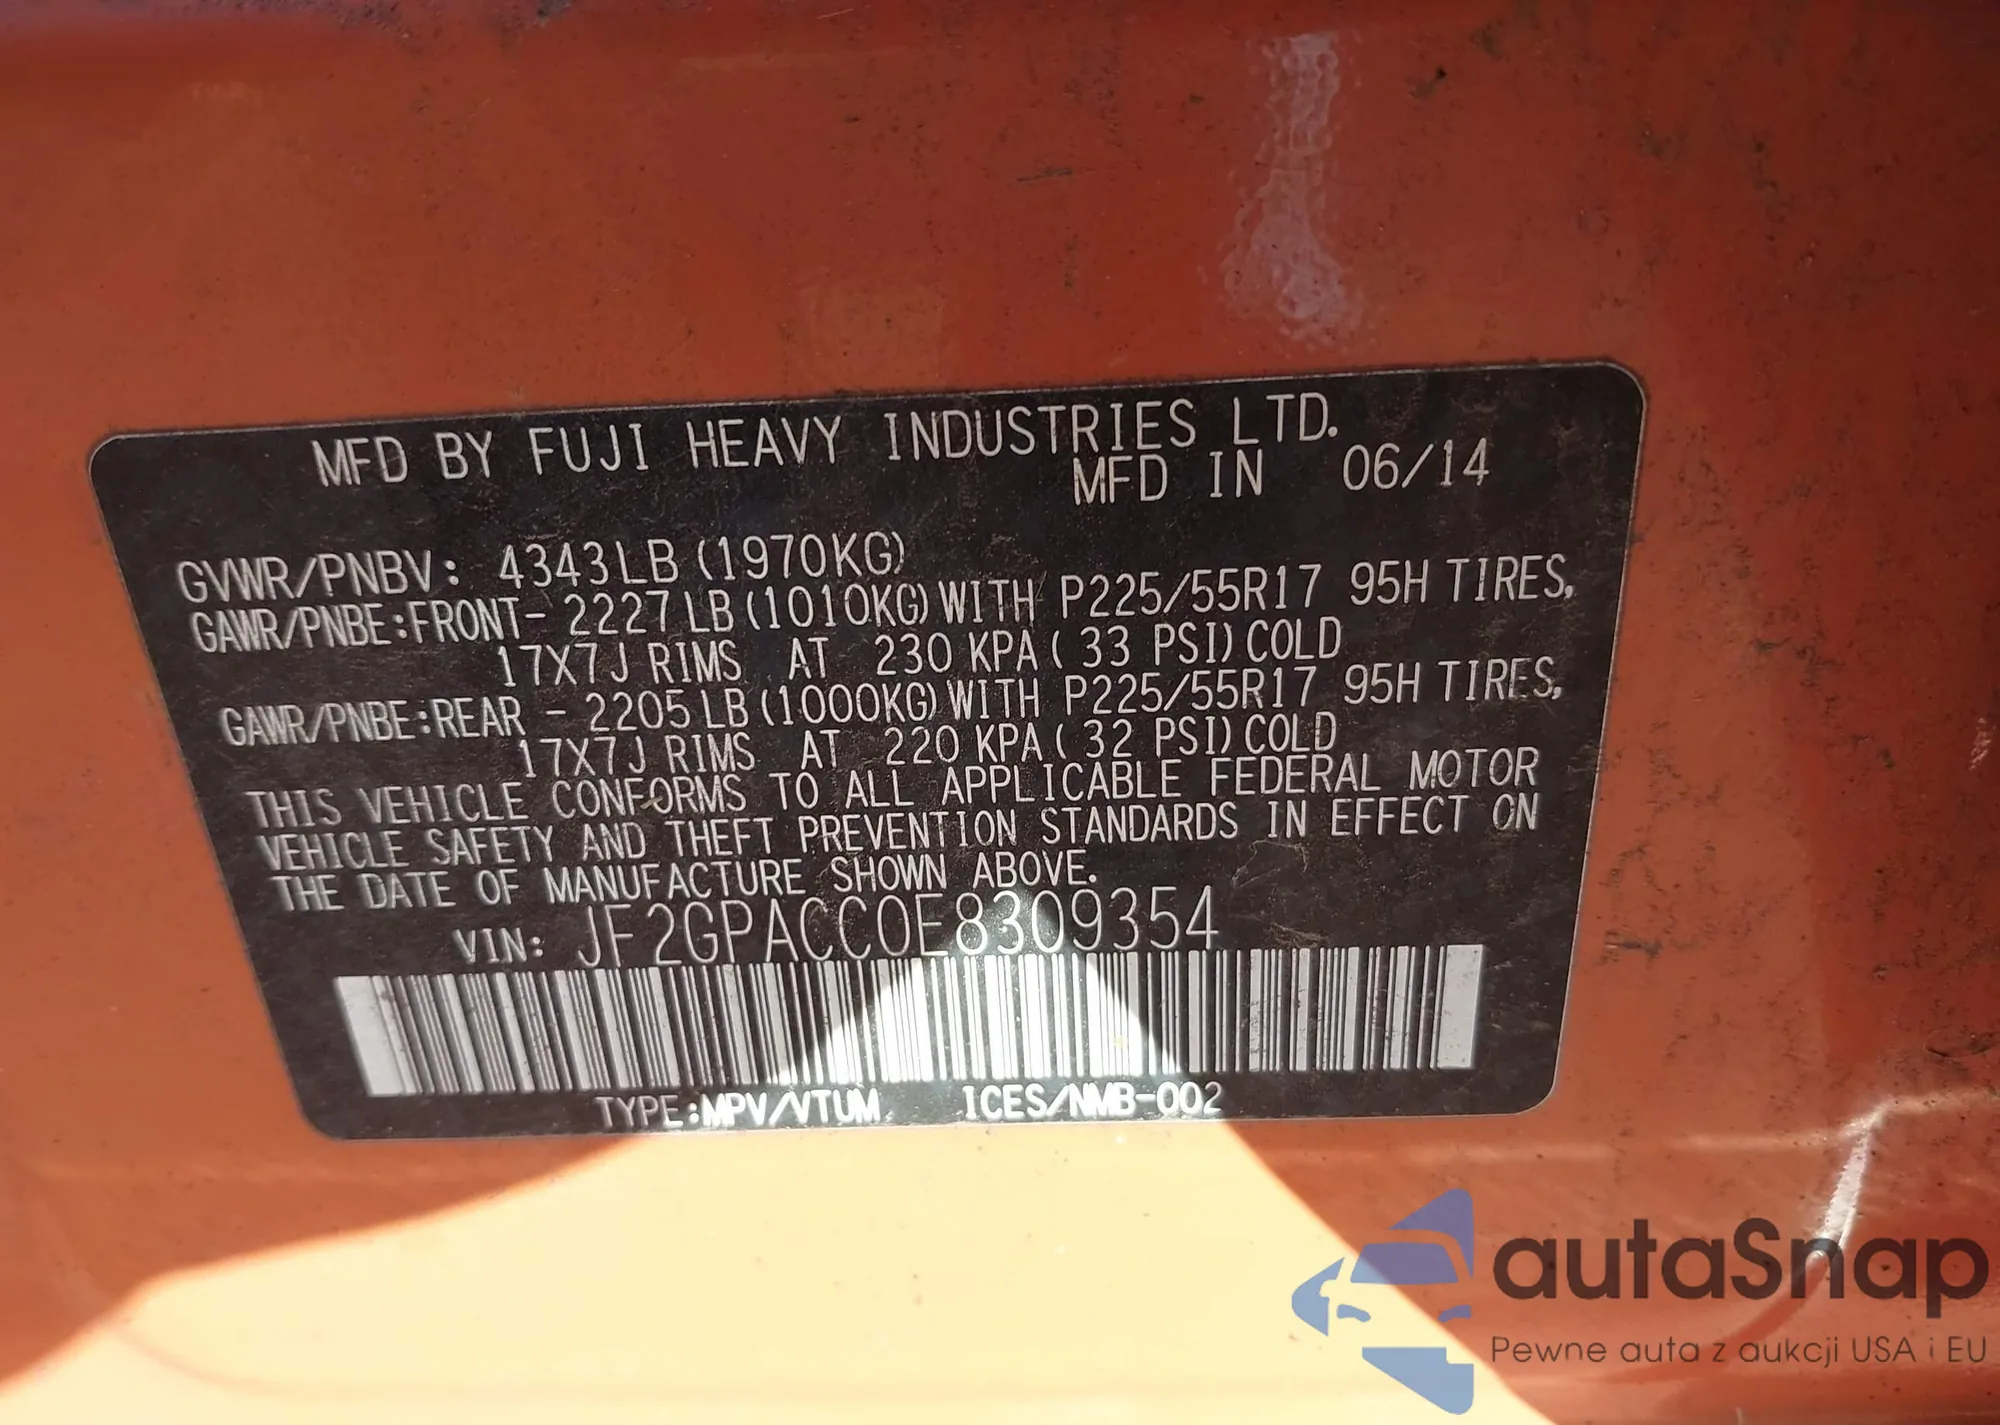 MFD BY FUJI HEAVY INDUSTRIES LTD.
MFD IN 06/14
GVWR/PNBV: 4343LB (1970KG)
GAWR/PNBE:FRONT- 2227LB (1010KG) WITH P225/55R17 95H TIRES,
17X7J RIMS AT 230 KPA ( 33 PSI) COLD
GAWR/PNBE:REAR - 2205LB (1000KG) WITH P225/55R17 95H TIRES,
17X7J RIMS AT 220 KPA ( 32 PSI) COLD
THIS VEHICLE CONFORMS TO ALL APPLICABLE FEDERAL MOTOR
VEHICLE SAFETY AND THEFT PREVENTION STANDARDS IN EFFECT ON
THE DATE OF MANUFACTURE SHOWN ABOVE.
VIN: JF2GPACC0E8309354
TYPE:MPV/VTUM ICES/NMB-002
autaSnap
Pewne auta z aukcji USA i EU